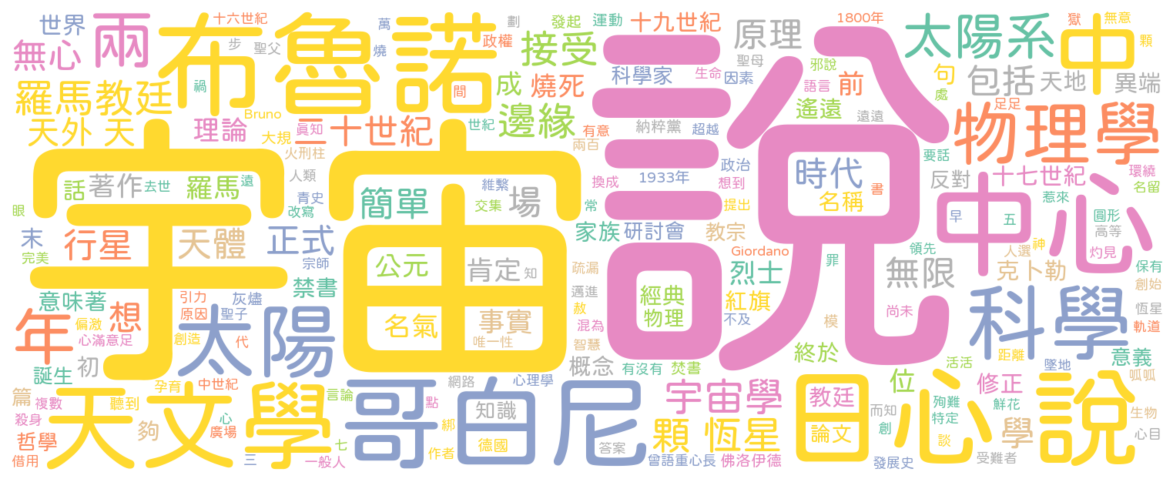 十六世紀 萬 政權 發起 運動 十九世紀 1800年 獄 無意
世界 兩 布魯諾 步 聖父 燒 接受 科學家 生命 原理 聖母 邪說 太陽系 中 顆
無心 禍 間 成 燒死 因素 語言 前 句 處 包括 天地 異端
羅馬教廷 Bruno 世紀 邊緣 有意 納粹黨 超越 遙遠 遠遠 物理學 足足
天外 天 理論 大規 眞知 二十世紀 兩百 政治 時代 要話 十七世紀 環繞
火刑柱 人類 維繫 換成 1933年 想到 書 名稱 反對 惹來 名留
話 著作 去世 羅馬 遠 青史 改寫 簡單 交集 場 常 提出 早 五 中心 圓形
眼 宇宙 說 家族 研討會 教宗 罪 領先 人選 神 高等 灼見
末 完美 行星 天體 正式 宗師 公元 肯定 知 疏漏 Giordano 烈士 無限 克卜勒 保有 創始
意味著 引力 原因 灰燼 聖子 禁書 邁進 經典 物理 紅旗 尚未 科學 恆星 軌道
年 偏激 想 心滿意足 創造 代 太陽 名氣 事實 唯一性 赦 混為 不及 模
誕生 初 智慧 概念 有沒有 焚書 終於 活活 距離 墜地 意義
孕育 中世紀 言論 網路 心理學 宇宙學 教廷 位 殉難 修正 呱呱
篇 複數 聽到 天文學 哥白尼 點 知識 日心說 而知 特定 鮮花 生物
殺身 夠 心 廣場 綁 德國 答案 顆 恆星 論文 創 學 心目
哲學 借用 三 七 一般人 作者 曾語重心長 佛洛伊德 發展史 談 受難者
劃